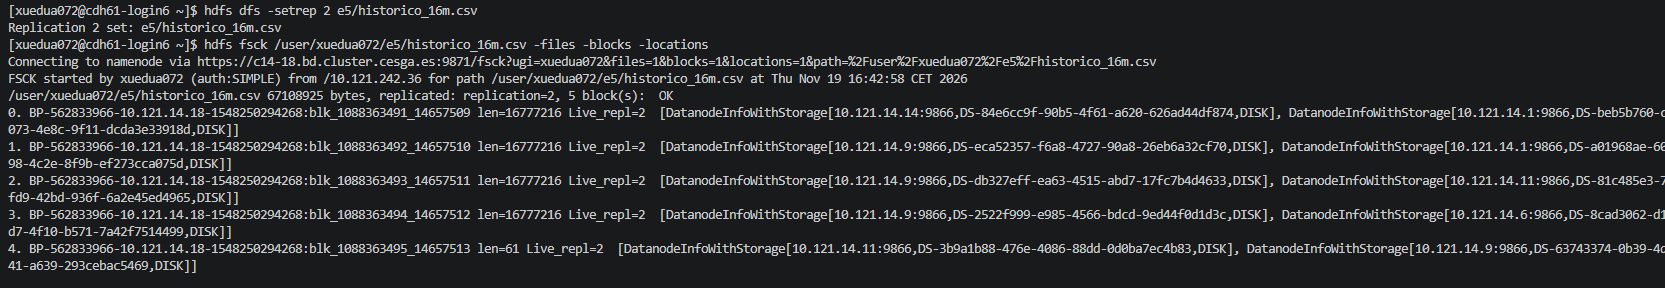 [xuedua072@cdh61-login6 ~]$ hdfs dfs -setrep 2 e5/historico_16m.csv
Replication 2 set: e5/historico_16m.csv
[xuedua072@cdh61-login6 ~]$ hdfs fsck /user/xuedua072/e5/historico_16m.csv -files -blocks -locations
Connecting to namenode via https://c14-18.bd.cluster.cesga.es:9871/fsck?ugi=xuedua072&files=1&blocks=1&locations=1&path=%2Fuser%2Fxuedua072%2Fe5%2Fhistorico_16m.csv
FSCK started by xuedua072 (auth:SIMPLE) from /10.121.242.36 for path /user/xuedua072/e5/historico_16m.csv at Thu Nov 19 16:42:58 CET 2026
/user/xuedua072/e5/historico_16m.csv 67108925 bytes, replicated: replication=2, 5 block(s):  OK
0. BP-562833966-10.121.14.18-1548250294268:blk_1088363491_14657509 len=16777216 Live_repl=2  [DatanodeInfoWithStorage[10.121.14.14:9866,DS-84e6cc9f-90b5-4f61-a620-626ad44df874,DISK], DatanodeInfoWithStorage[10.121.14.1:9866,DS-beb5b760-
073-4e8c-9f11-dcda3e33918d,DISK]]
1. BP-562833966-10.121.14.18-1548250294268:blk_1088363492_14657510 len=16777216 Live_repl=2  [DatanodeInfoWithStorage[10.121.14.9:9866,DS-eca52357-f6a8-4727-90a8-26eb6a32cf70,DISK], DatanodeInfoWithStorage[10.121.14.1:9866,DS-a01968ae-
98-4c2e-8f9b-ef273cca075d,DISK]]
2. BP-562833966-10.121.14.18-1548250294268:blk_1088363493_14657511 len=16777216 Live_repl=2  [DatanodeInfoWithStorage[10.121.14.9:9866,DS-db327eff-ea63-4515-abd7-17fc7b4d4633,DISK], DatanodeInfoWithStorage[10.121.14.11:9866,DS-81c485e3-
fd9-42bd-936f-6a2e45ed4965,DISK]]
3. BP-562833966-10.121.14.18-1548250294268:blk_1088363494_14657512 len=16777216 Live_repl=2  [DatanodeInfoWithStorage[10.121.14.9:9866,DS-2522f999-e985-4566-bdcd-9ed44f0d1d3c,DISK], DatanodeInfoWithStorage[10.121.14.6:9866,DS-8cad3062-
d7-4f10-b571-7a42f7514499,DISK]]
4. BP-562833966-10.121.14.18-1548250294268:blk_1088363495_14657513 len=61 Live_repl=2  [DatanodeInfoWithStorage[10.121.14.11:9866,DS-3b9a1b88-476e-4086-88dd-0d0ba7ec4b83,DISK], DatanodeInfoWithStorage[10.121.14.9:9866,DS-63743374-0b39-
41-a639-293cebac5469,DISK]]